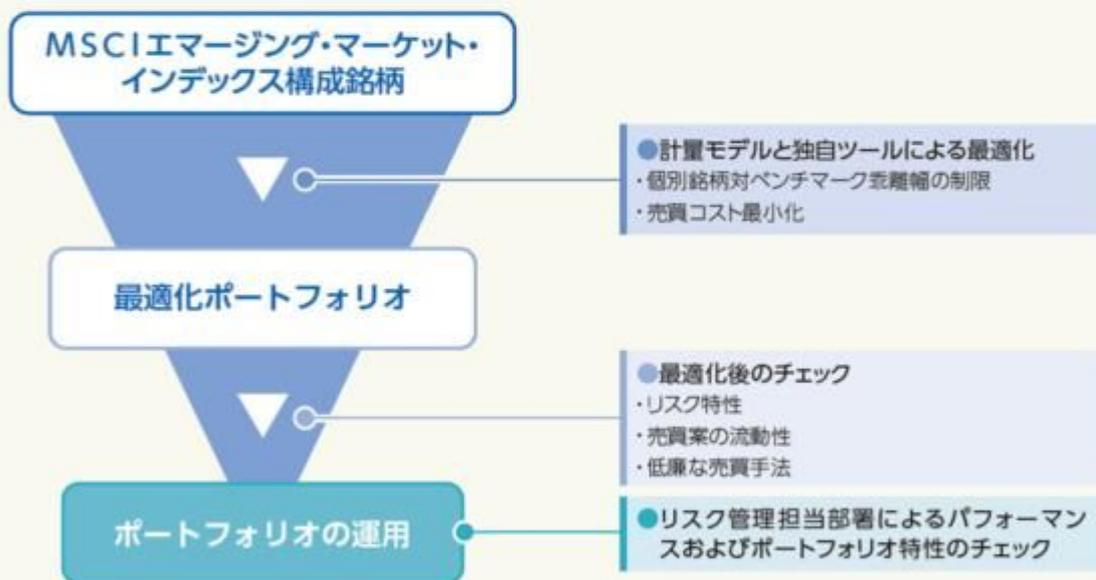 MSCIエマージング・マーケット・
インデックス構成銘柄
●計量モデルと独自ツールによる最適化
・個別銘柄対ベンチマーク乖離幅の制限
・売買コスト最小化
最適化ポートフォリオ
●最適化後のチェック
・リスク特性
・売買案の流動性
・低廉な売買手法
ポートフォリオの運用
●リスク管理担当部署によるパフォーマン
スおよびポートフォリオ特性のチェック